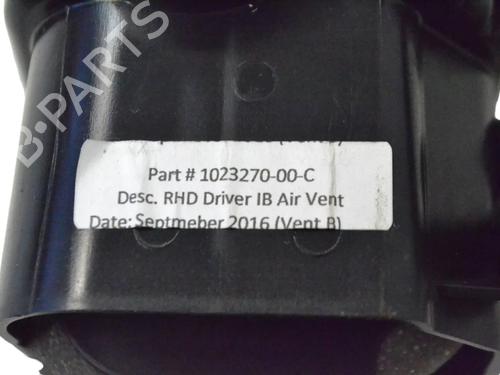 B-PARTS
Part # 1023270-00-C
Desc. RHD Driver IB Air Vent
Date: Septmeber 2016 (Vent B)